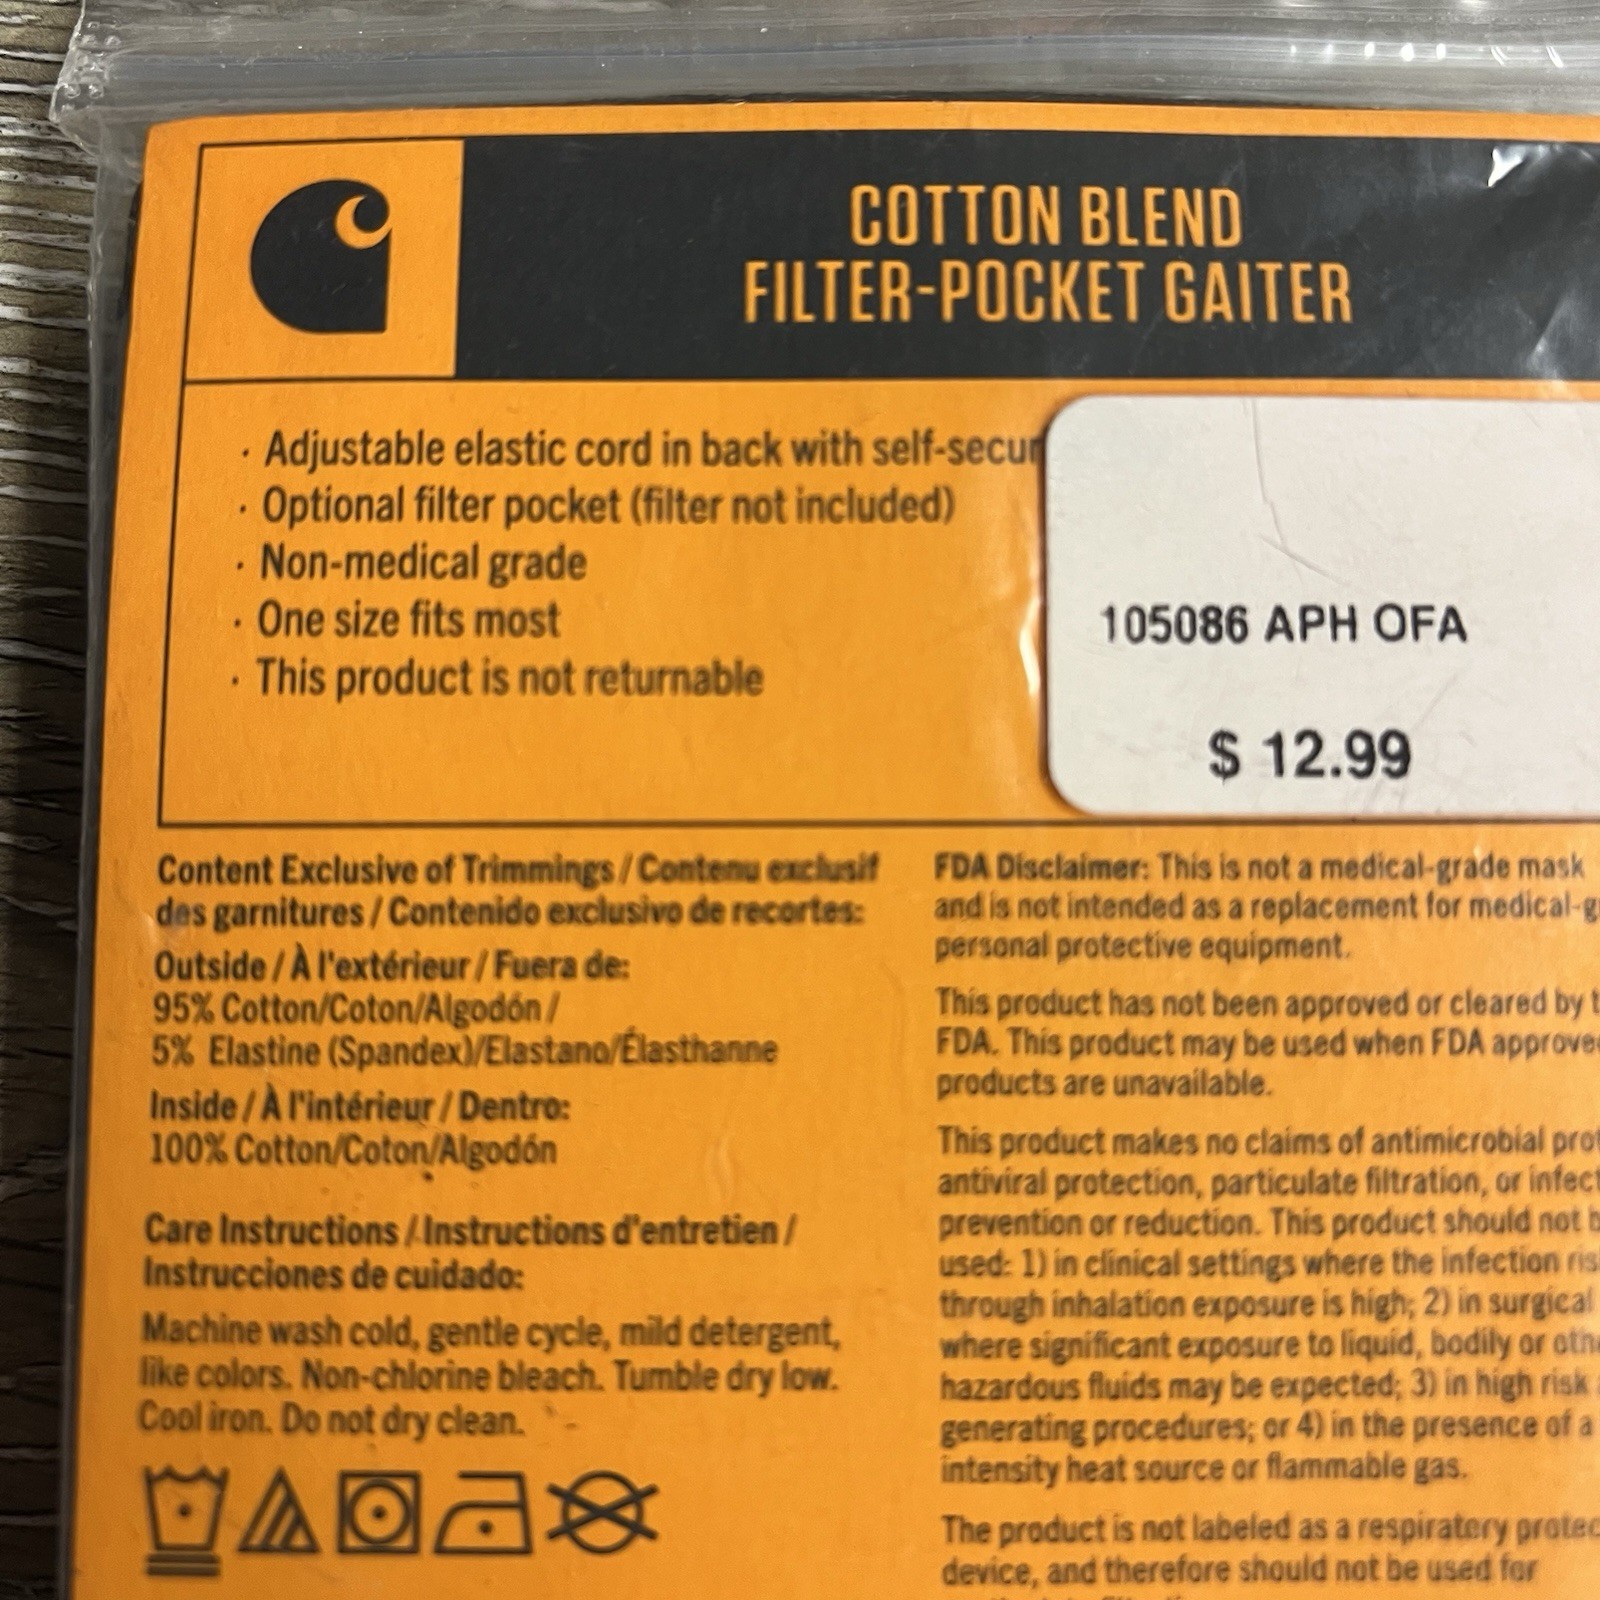 COTTON BLEND
FILTER-POCKET GAITER
· Adjustable elastic cord in back with
· Optional filter pocket (filter not included)
· Non-medical grade
· One size fits most
· This product is not returnable
105086 APH OFA
$ 12.99
Content Exclusive of Trimmings / Contenu exclusif
des garnitures / Contenido exclusivo de recortes:
Outside / À l'extérieur / Fuera de:
95% Cotton/Coton/Algodón /
5% Elastine (Spandex)/Elastano/Élasthanne
Inside / À l'intérieur / Dentro:
100% Cotton/Coton/Algodón
Care Instructions / Instructions d'entretien /
Instrucciones de cuidado:
Machine wash cold, gentle cycle, mild detergent,
like colors. Non-chlorine bleach. Tumble dry low.
Cool iron. Do not dry clean.
FDA Disclaimer: This is not a medical-grade mask
and is not intended as a replacement for
personal protective equipment.
This product has not been approved or cleared by
FDA. This product may be used when FDA
products are unavailable.
This product makes no claims of antimicrobial
antiviral protection, particulate filtration, or
prevention or reduction. This product should not
used: 1) in clinical settings where the infection
through inhalation exposure is high; 2) in surgical
where significant exposure to liquid, bodily or
hazardous fluids may be expected; 3) in high risk
generating procedures; or 4) in the presence of a
intensity heat source or flammable gas.
The product is not labeled as a respiratory
device, and therefore should not be used for